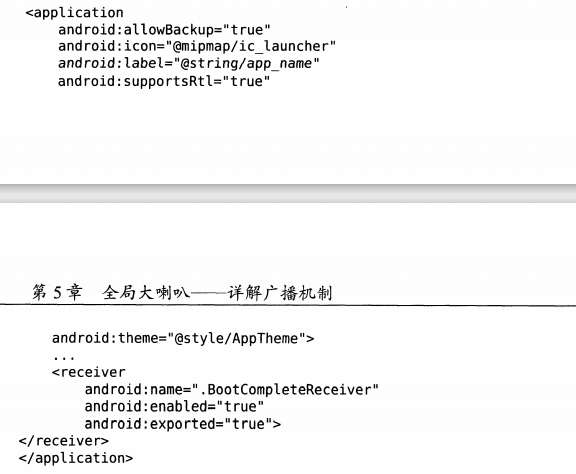 <application
android:allowBackup="true"
android:icon="@mipmap/ic_launcher"
android:label="@string/app_name"
android:supportsRtl="true"
第5章 全局大喇叭——详解广播机制
android:theme="@style/AppTheme">
...
<receiver
android:name=".BootCompleteReceiver"
android:enabled="true"
android:exported="true">
</receiver>
</application>